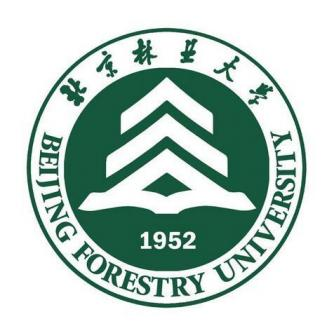 北京林业大学
1952
BEIJING FORESTRY UNIVERSITY